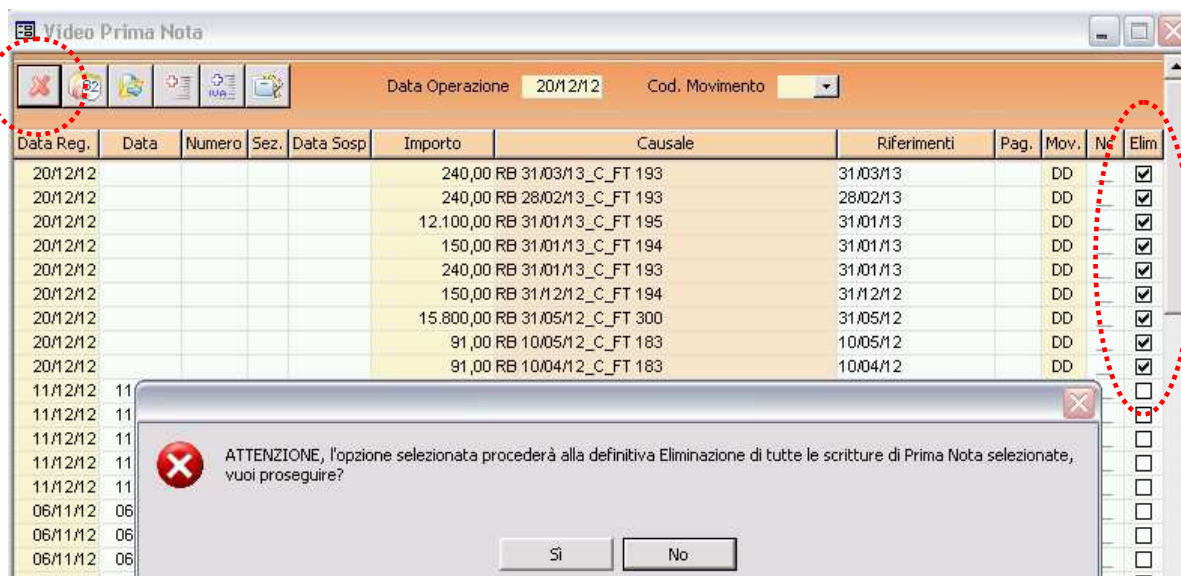 Video Prima Nota
Data Operazione 20/12/12 Cod. Movimento
IVA
Data Reg. Data Numero Sez. Data Sosp Importo Causale Riferimenti Pag. Mov. Elim
20/12/12 240,00 RB 31/03/13_C_FT 193 31/03/13 DD
20/12/12 240,00 RB 28/02/13_C_FT 193 28/02/13 DD
20/12/12 12.100,00 RB 31/01/13_C_FT 195 31/01/13 DD
20/12/12 150,00 RB 31/01/13_C_FT 194 31/01/13 DD
20/12/12 240,00 RB 31/01/13_C_FT 193 31/01/13 DD
20/12/12 150,00 RB 31/12/12_C_FT 194 31/12/12 DD
20/12/12 15.800,00 RB 31/05/12_C_FT 300 31/05/12 DD
20/12/12 91,00 RB 10/05/12_C_FT 183 10/05/12 DD
20/12/12 91,00 RB 10/04/12_C_FT 183 10/04/12 DD
11/12/12 11
11/12/12 11
11/12/12 11
11/12/12 11
11/12/12 11
06/11/12 06
06/11/12 06
06/11/12 06
ATTENZIONE, l'opzione selezionata procederà alla definitiva Eliminazione di tutte le scritture di Prima Nota selezionate,
vuoi proseguire?
Sì No